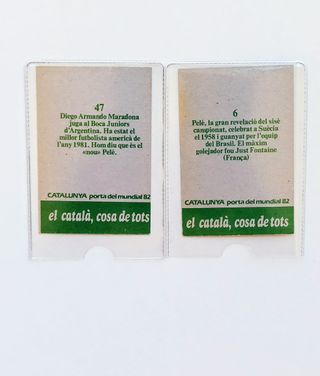 47
Diego Armando Maradona
juga al Boca Juniors
d'Argentina. Ha estat el
millor futbolista americà de
l'any 1981. Hom diu que és el
«nou» Pelé.
CATALUNYA porta del mundial 82
el català, cosa de tots
6
Pelè, la gran revelació del sisè
campionat, celebrat a Suècia
el 1958 i guanyat per l'equip
del Brasil. El màxim
golejador fou Just Fontaine
(França)
CATALUNYA porta del mundial 82
el català, cosa de tots